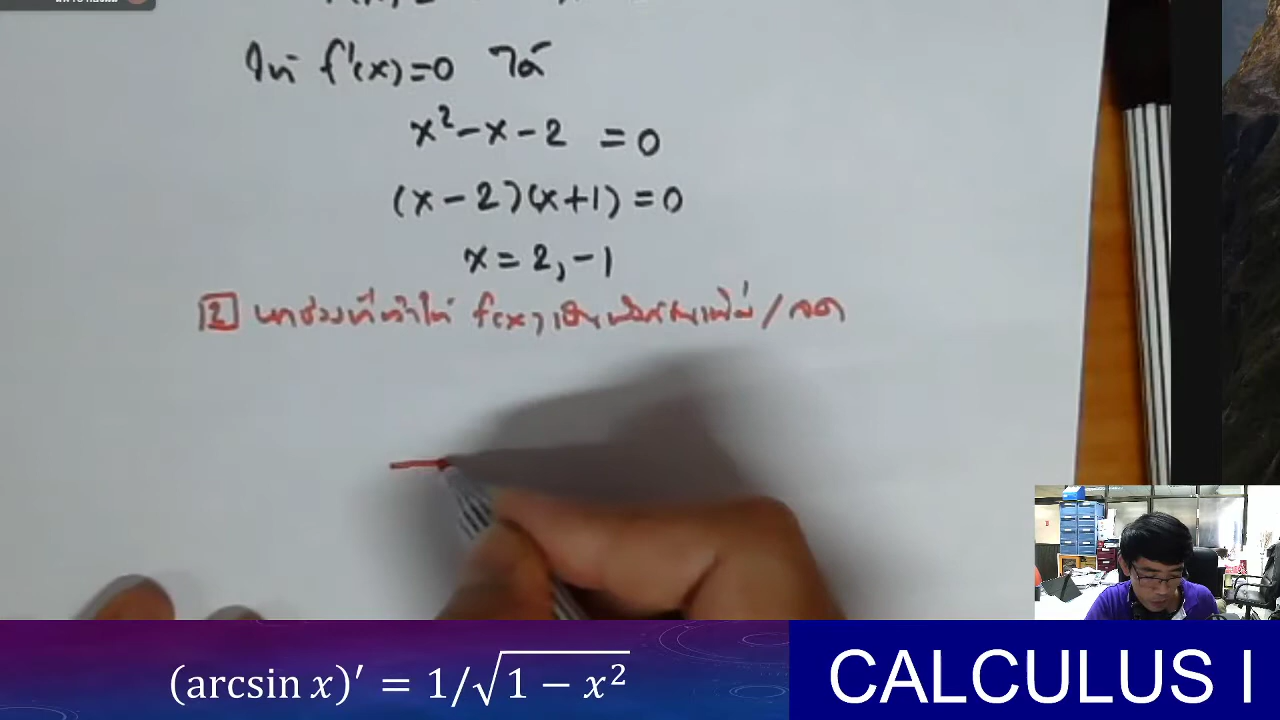 ให้ f'(x)=0 ได้
x²-x-2 = 0
(x-2)(x+1)=0
x=2,-1
2 หาช่วงที่ทำให้ f(x) เป็นฟังก์ชันเพิ่ม/ลด
(arcsin x)′ = 1/√1 − x²
CALCULUS I